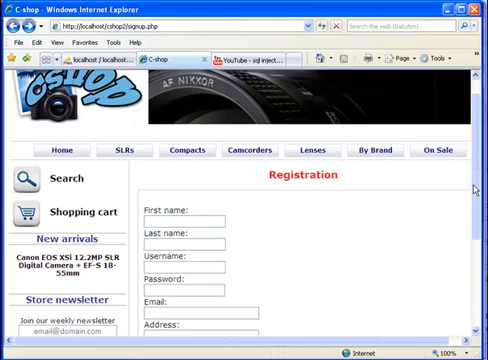 C-shop - Windows Internet Explorer
http://localhost/cshop2/signup.php
Search the web (Babylon)
File Edit View Favorites Tools Help
localhost / localhost... C-shop YouTube - sql inject... Page Tools
cshop
AF NIKKOR
Home SLRs Compacts Camcorders Lenses By Brand On Sale
Search
Shopping cart
New arrivals
Canon EOS XSi 12.2MP SLR
Digital Camera + EF-S 18-
55mm
Store newsletter
Join our weekly newsletter
email@domain.com
Registration
First name:
Last name:
Username:
Password:
Email:
Address:
Internet 100%